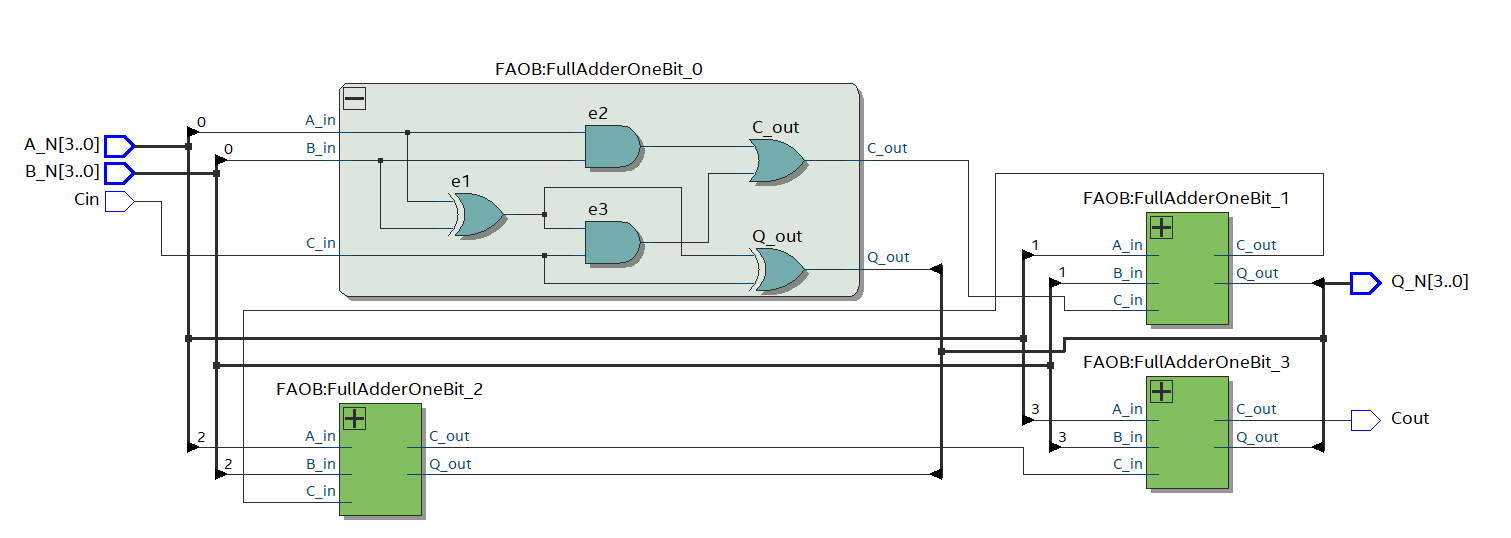 FAOB:FullAdderOneBit_0
A_N[3..0]
B_N[3..0]
Cin
0
0
A_in
B_in
C_in
e1
e2
e3
C_out
Q_out
C_out
Q_out
FAOB:FullAdderOneBit_1
1
1
A_in
B_in
C_in
C_out
Q_out
Q_N[3..0]
FAOB:FullAdderOneBit_2
2
2
A_in
B_in
C_in
C_out
Q_out
FAOB:FullAdderOneBit_3
3
3
A_in
B_in
C_in
C_out
Q_out
Cout